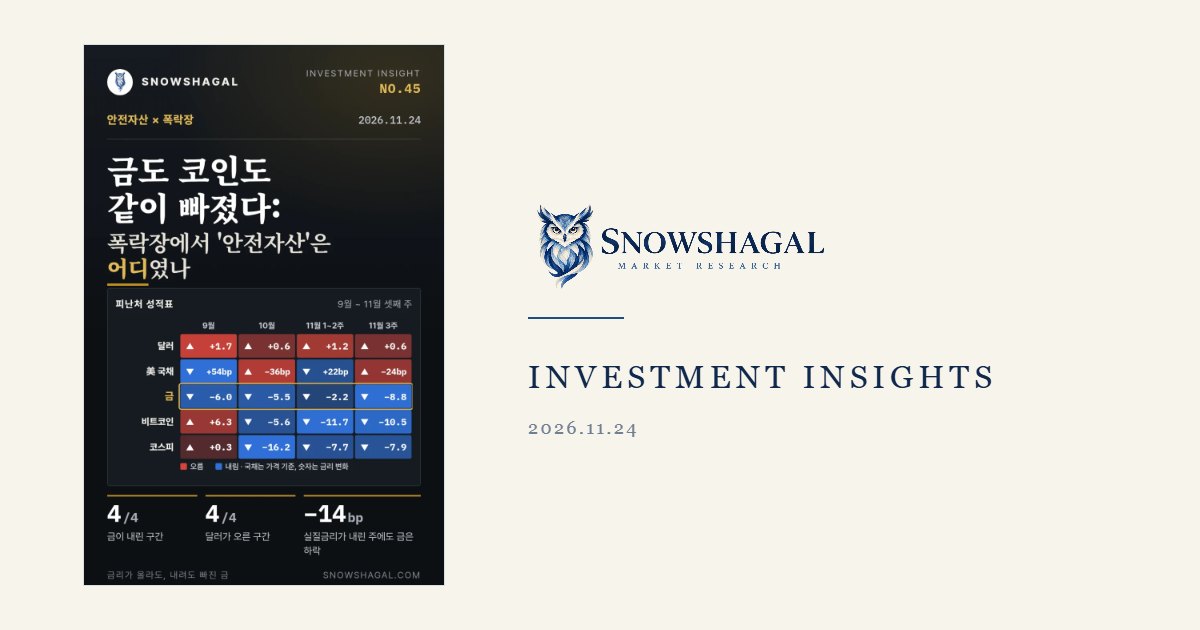 SNOWSHAGAL
INVESTMENT INSIGHT
NO.45
안전자산 × 폭락장
2026.11.24
금도 코인도
같이 빠졌다:
폭락장에서 '안전자산'은
어디였나
피난처 성적표
9월 ~ 11월 셋째 주
9월 10월 11월 1~2주 11월 3주
달러 ▲ +1.7 ▲ +0.6 ▲ +1.2 ▲ +0.6
美 국채 ▼ +54bp ▲ −36bp ▼ +22bp ▲ −24bp
금 ▼ −6.0 ▼ −5.5 ▼ −2.2 ▼ −8.8
비트코인 ▲ +6.3 ▼ −5.6 ▼ −11.7 ▼ −10.5
코스피 ▲ +0.3 ▼ −16.2 ▼ −7.7 ▼ −7.9
오름 내림 · 국채는 가격 기준, 숫자는 금리 변화
4/4
금이 내린 구간
4/4
달러가 오른 구간
−14bp
실질금리가 내린 주에도 금은
하락
금리가 올라도, 내려도 빠진 금
SNOWSHAGAL.COM
SNOWSHAGAL
MARKET RESEARCH
INVESTMENT INSIGHTS
2026.11.24